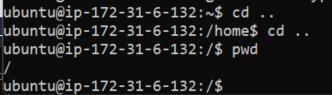 ubuntu@ip-172-31-6-132:~$ cd ..
ubuntu@ip-172-31-6-132:/home$ cd ..
ubuntu@ip-172-31-6-132:/$ pwd
/
ubuntu@ip-172-31-6-132:/$